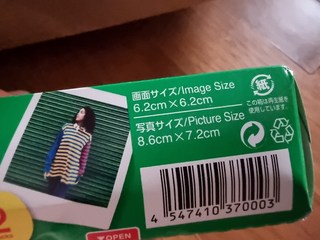 画面サイズ/Image Size
6.2cm×6.2cm
写真サイズ/Picture Size
8.6cm×7.2cm
紙
この箱は再生紙を
使用しています。
4 547410 370003
2
OPEN